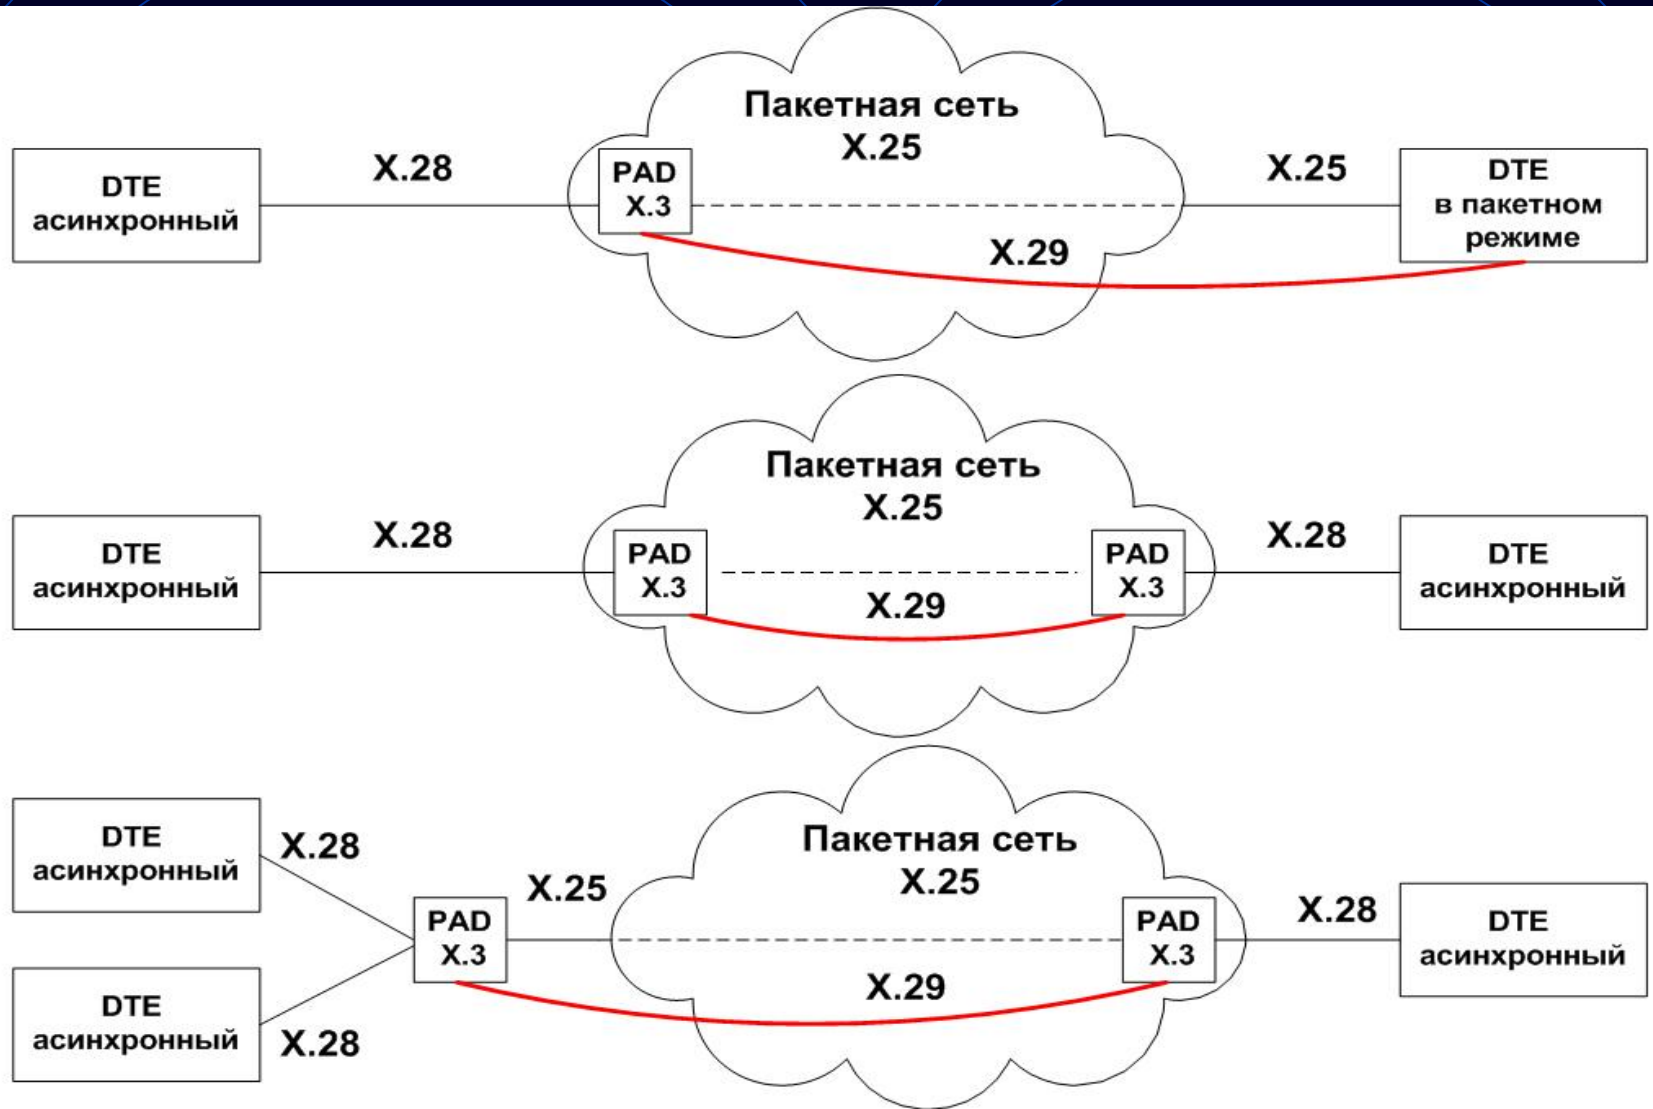 Пакетная сеть
X.25
DTE
асинхронный
X.28
PAD
X.3
X.25
DTE
в пакетном
режиме
X.29
Пакетная сеть
X.25
DTE
асинхронный
X.28
PAD
X.3
X.29
PAD
X.3
X.28
DTE
асинхронный
Пакетная сеть
X.25
DTE
асинхронный
X.28
DTE
асинхронный
X.28
PAD
X.3
X.25
X.29
PAD
X.3
X.28
DTE
асинхронный